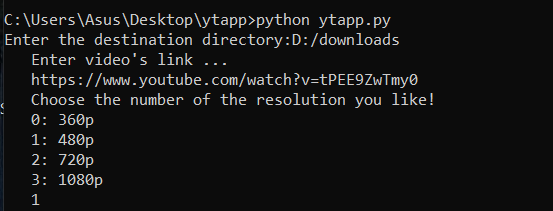 C:\Users\Asus\Desktop\ytapp>python ytapp.py
Enter the destination directory:D:/downloads
Enter video's link ...
https://www.youtube.com/watch?v=tPEE9ZwTmy0
Choose the number of the resolution you like!
0: 360p
1: 480p
2: 720p
3: 1080p
1